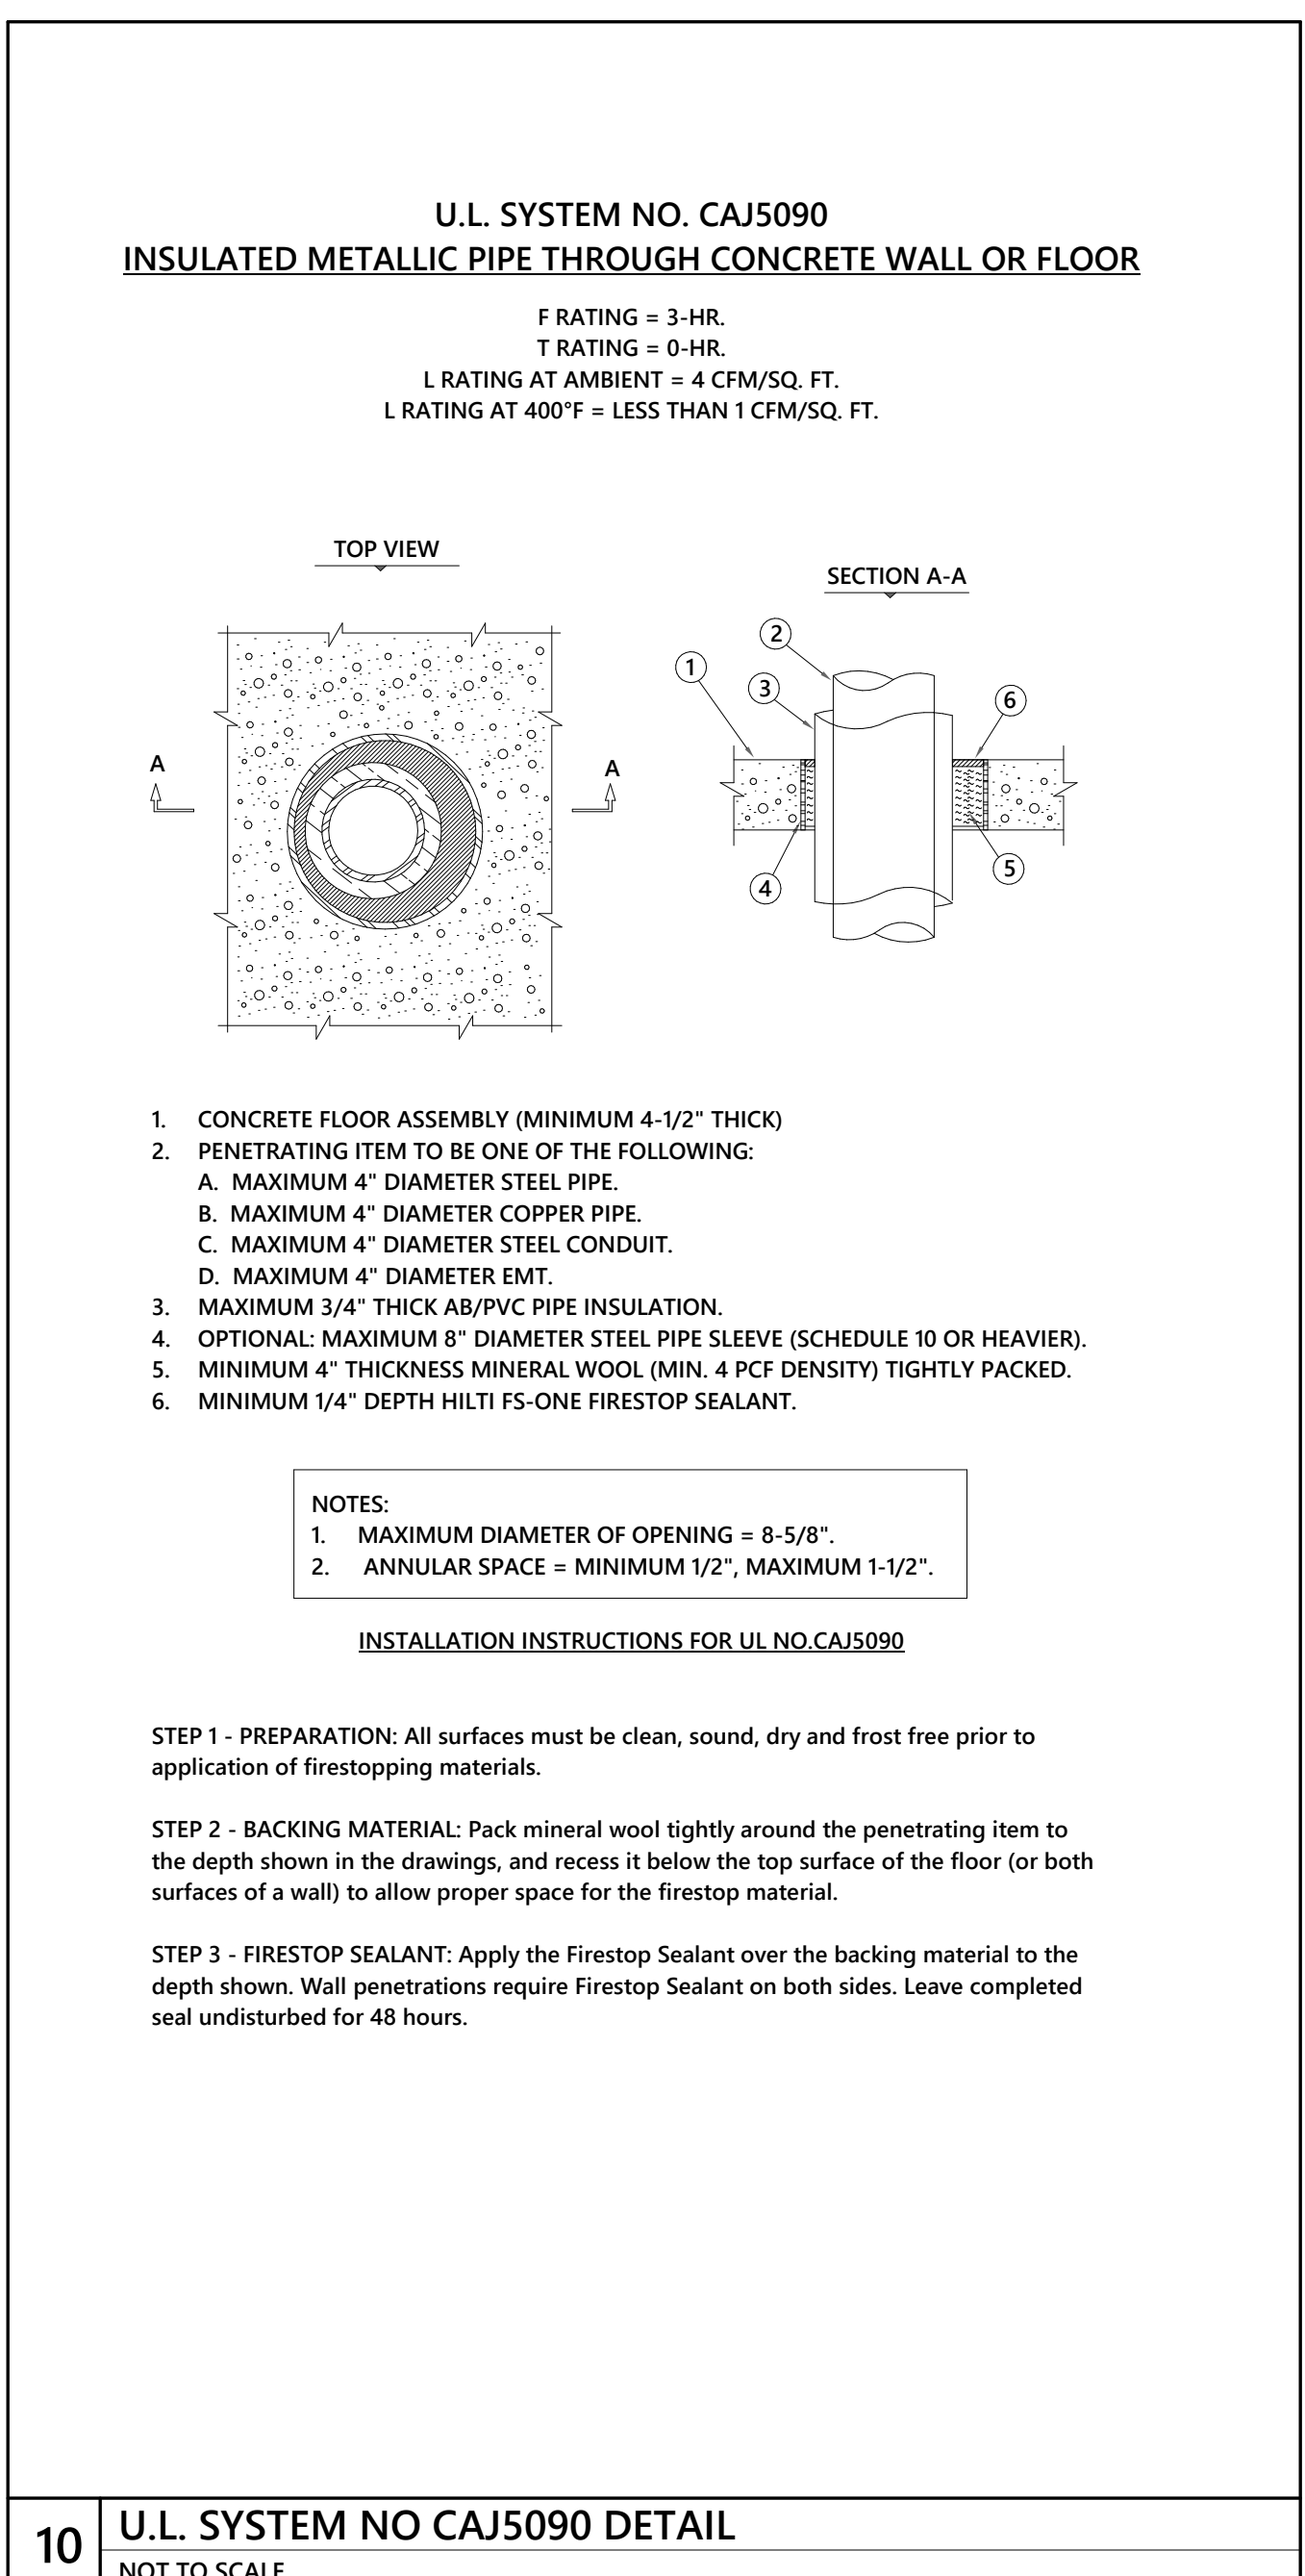 U.L. SYSTEM NO. CAJ5090
INSULATED METALLIC PIPE THROUGH CONCRETE WALL OR FLOOR
F RATING = 3-HR.
T RATING = 0-HR.
L RATING AT AMBIENT = 4 CFM/SQ. FT.
L RATING AT 400°F = LESS THAN 1 CFM/SQ. FT.
TOP VIEW
A
A
SECTION A-A
2
1
3
6
4
5
1. CONCRETE FLOOR ASSEMBLY (MINIMUM 4-1/2" THICK)
2. PENETRATING ITEM TO BE ONE OF THE FOLLOWING:
A. MAXIMUM 4" DIAMETER STEEL PIPE.
B. MAXIMUM 4" DIAMETER COPPER PIPE.
C. MAXIMUM 4" DIAMETER STEEL CONDUIT.
D. MAXIMUM 4" DIAMETER EMT.
3. MAXIMUM 3/4" THICK AB/PVC PIPE INSULATION.
4. OPTIONAL: MAXIMUM 8" DIAMETER STEEL PIPE SLEEVE (SCHEDULE 10 OR HEAVIER).
5. MINIMUM 4" THICKNESS MINERAL WOOL (MIN. 4 PCF DENSITY) TIGHTLY PACKED.
6. MINIMUM 1/4" DEPTH HILTI FS-ONE FIRESTOP SEALANT.
NOTES:
1. MAXIMUM DIAMETER OF OPENING = 8-5/8".
2. ANNULAR SPACE = MINIMUM 1/2", MAXIMUM 1-1/2".
INSTALLATION INSTRUCTIONS FOR UL NO.CAJ5090
STEP 1 - PREPARATION: All surfaces must be clean, sound, dry and frost free prior to
application of firestopping materials.
STEP 2 - BACKING MATERIAL: Pack mineral wool tightly around the penetrating item to
the depth shown in the drawings, and recess it below the top surface of the floor (or both
surfaces of a wall) to allow proper space for the firestop material.
STEP 3 - FIRESTOP SEALANT: Apply the Firestop Sealant over the backing material to the
depth shown. Wall penetrations require Firestop Sealant on both sides. Leave completed
seal undisturbed for 48 hours.
10
U.L. SYSTEM NO CAJ5090 DETAIL
NOT TO SCALE